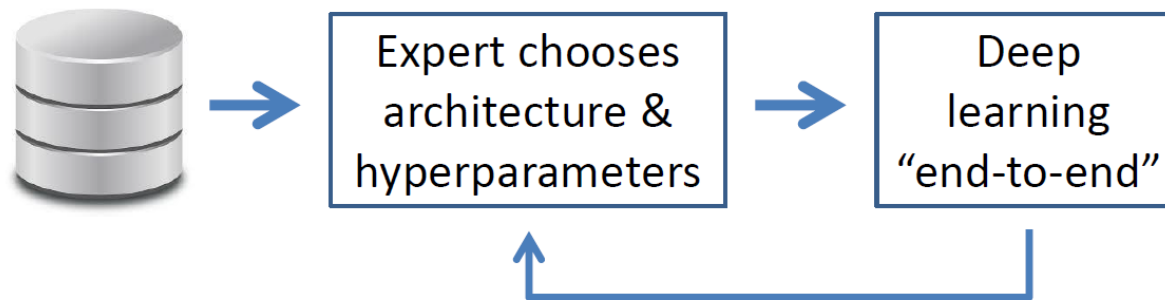 Expert chooses
architecture &
hyperparameters
Deep
learning
“end-to-end”